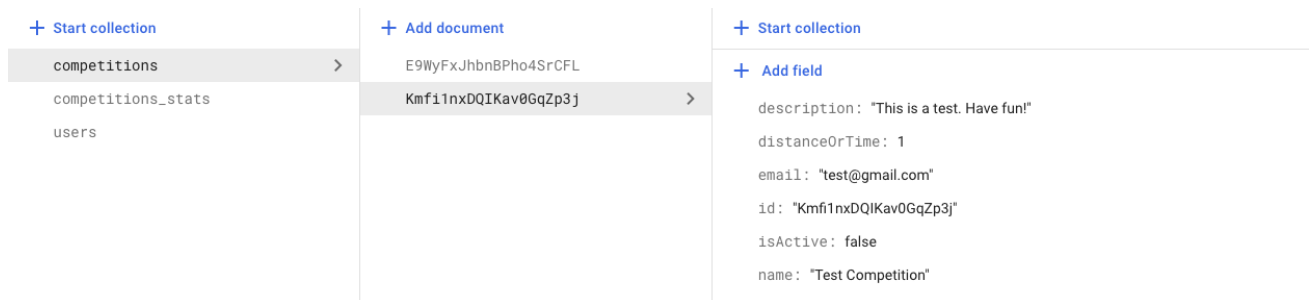 + Start collection
competitions
competitions_stats
users
+ Add document
E9WyFxJhbnBPho4SrCFL
Kmfi1nxDQIKav0GqZp3j
+ Start collection
+ Add field
description: "This is a test. Have fun!"
distanceOrTime: 1
email: "test@gmail.com"
id: "Kmfi1nxDQIKav0GqZp3j"
isActive: false
name: "Test Competition"